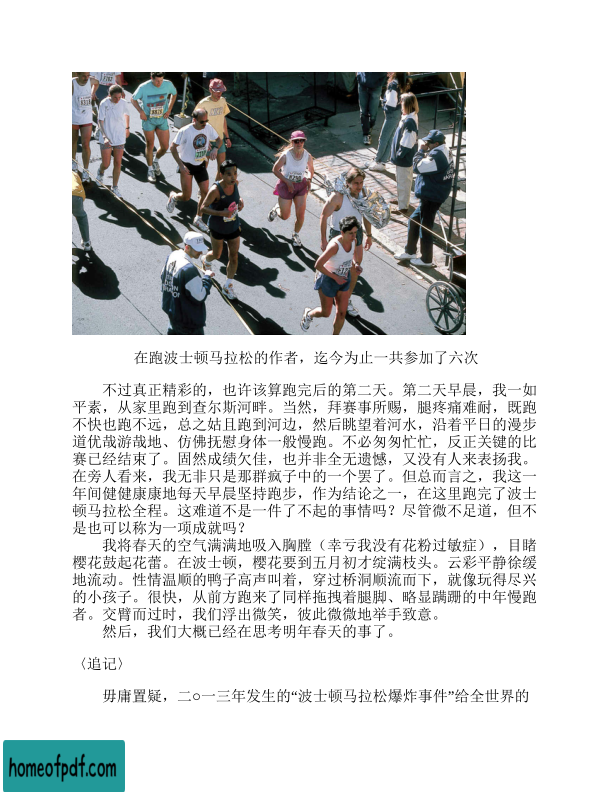 在跑波士顿马拉松的作者，迄今为止一共参加了六次
不过真正精彩的，也许该算跑完后的第二天。第二天早晨，我一如
平素，从家里跑到查尔斯河畔。当然，拜赛事所赐，腿疼痛难耐，既跑
不快也跑不远，总之姑且跑到河边，然后眺望着河水，沿着平日的漫步
道优哉游哉地、仿佛抚慰身体一般慢跑。不必匆匆忙忙，反正关键的比
赛已经结束了。固然成绩欠佳，也并非全无遗憾，又没有人来表扬我。
在旁人看来，我无非只是那群疯子中的一个罢了。但总而言之，我这一
年间健健康康地每天早晨坚持跑步，作为结论之一，在这里跑完了波士
顿马拉松全程。这难道不是一件了不起的事情吗？尽管微不足道，但不
是也可以称为一项成就吗？
我将春天的空气满满地吸入胸膛（幸亏我没有花粉过敏症），目睹
樱花鼓起花蕾。在波士顿，樱花要到五月初才绽满枝头。云彩平静徐缓
地流动。性情温顺的鸭子高声叫着，穿过桥洞顺流而下，就像玩得尽兴
的小孩子。很快，从前方跑来了同样拖拽着腿脚、略显蹒跚的中年慢跑
者。交臂而过时，我们浮出微笑，彼此微微地举手致意。
然后，我们大概已经在思考明年春天的事了。
〈追记〉
毋庸置疑，二○一三年发生的“波士顿马拉松爆炸事件”给全世界的
homeofpdf.com